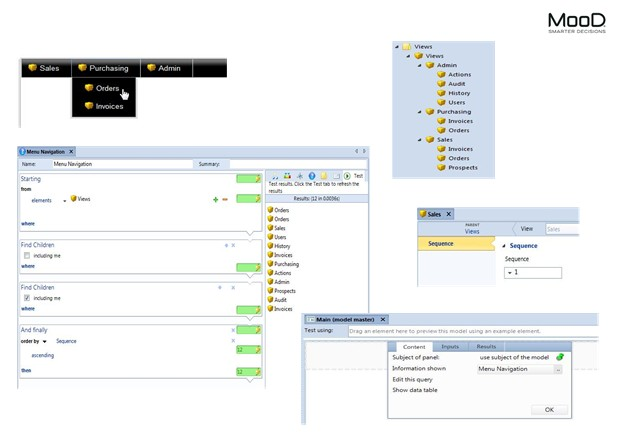 MooD
SMARTER DECISIONS
Sales Purchasing Admin
Orders
Invoices
Views
Views
Admin
Actions
Audit
History
Users
Purchasing
Invoices
Orders
Sales
Invoices
Orders
Prospects
Menu Navigation X
Name: Menu Navigation Summary:
Starting
from
elements Views
where
Find Children
including me
where
Find Children
including me
where
And finally
order by Sequence
12
ascending
then 12
Test
Test results. Click the Test tab to refresh the
results
Results: (12 in 0.0036s)
Orders
Orders
Sales
Users
History
Invoices
Purchasing
Actions
Admin
Prospects
Audit
Invoices
Sales X
PARENT
Views
View Sales
Sequence
Sequence
Sequence
1
Main (model master) X
Test using: Drag an element here to preview this model using an example element.
Content Inputs Results
Subject of panel: use subject of the model
Information shown Menu Navigation ...
Edit this query
Show data table
OK